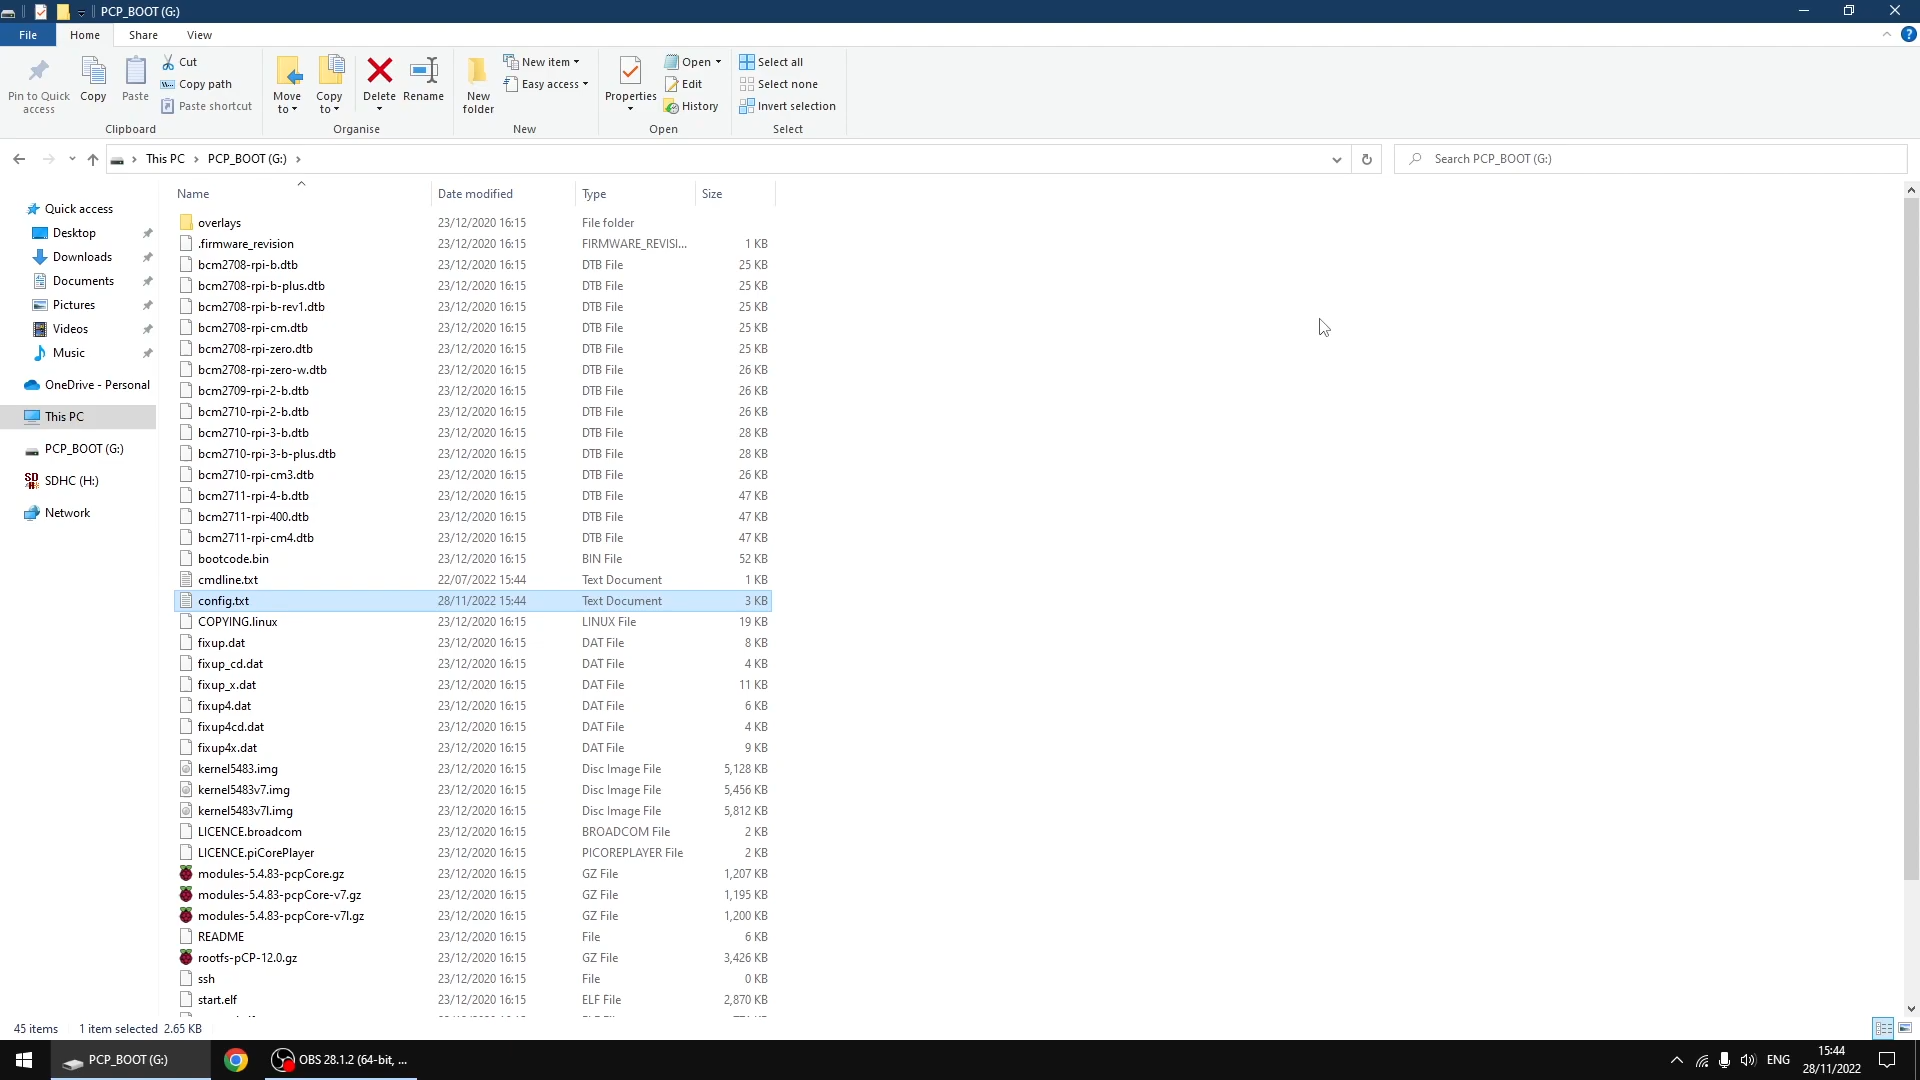 PCP_BOOT (G:)
File Home Share View
Pin to Quick access
Copy
Paste
Cut
Copy path
Paste shortcut
Clipboard
Move to
Copy to
Delete
Rename
Organise
New folder
New item
Easy access
New
Properties
Open
Edit
History
Open
Select all
Select none
Invert selection
Select
This PC PCP_BOOT (G:)
Search PCP_BOOT (G:)
Quick access
Desktop
Downloads
Documents
Pictures
Videos
Music
OneDrive - Personal
This PC
PCP_BOOT (G:)
SDHC (H:)
Network
Name Date modified Type Size
overlays 23/12/2020 16:15 File folder
.firmware_revision 23/12/2020 16:15 FIRMWARE_REVISI... 1 KB
bcm2708-rpi-b.dtb 23/12/2020 16:15 DTB File 25 KB
bcm2708-rpi-b-plus.dtb 23/12/2020 16:15 DTB File 25 KB
bcm2708-rpi-b-rev1.dtb 23/12/2020 16:15 DTB File 25 KB
bcm2708-rpi-cm.dtb 23/12/2020 16:15 DTB File 25 KB
bcm2708-rpi-zero.dtb 23/12/2020 16:15 DTB File 25 KB
bcm2708-rpi-zero-w.dtb 23/12/2020 16:15 DTB File 26 KB
bcm2709-rpi-2-b.dtb 23/12/2020 16:15 DTB File 26 KB
bcm2710-rpi-2-b.dtb 23/12/2020 16:15 DTB File 26 KB
bcm2710-rpi-3-b.dtb 23/12/2020 16:15 DTB File 28 KB
bcm2710-rpi-3-b-plus.dtb 23/12/2020 16:15 DTB File 28 KB
bcm2710-rpi-cm3.dtb 23/12/2020 16:15 DTB File 26 KB
bcm2711-rpi-4-b.dtb 23/12/2020 16:15 DTB File 47 KB
bcm2711-rpi-400.dtb 23/12/2020 16:15 DTB File 47 KB
bcm2711-rpi-cm4.dtb 23/12/2020 16:15 DTB File 47 KB
bootcode.bin 23/12/2020 16:15 BIN File 52 KB
cmdline.txt 22/07/2022 15:44 Text Document 1 KB
config.txt 28/11/2022 15:44 Text Document 3 KB
COPYING.linux 23/12/2020 16:15 LINUX File 19 KB
fixup.dat 23/12/2020 16:15 DAT File 8 KB
fixup_cd.dat 23/12/2020 16:15 DAT File 4 KB
fixup_x.dat 23/12/2020 16:15 DAT File 11 KB
fixup4.dat 23/12/2020 16:15 DAT File 6 KB
fixup4cd.dat 23/12/2020 16:15 DAT File 4 KB
fixup4x.dat 23/12/2020 16:15 DAT File 9 KB
kernel5483.img 23/12/2020 16:15 Disc Image File 5,128 KB
kernel5483v7.img 23/12/2020 16:15 Disc Image File 5,456 KB
kernel5483v7l.img 23/12/2020 16:15 Disc Image File 5,812 KB
LICENCE.broadcom 23/12/2020 16:15 BROADCOM File 2 KB
LICENCE.piCorePlayer 23/12/2020 16:15 PICOREPLAYER File 2 KB
modules-5.4.83-pcpCore.gz 23/12/2020 16:15 GZ File 1,207 KB
modules-5.4.83-pcpCore-v7.gz 23/12/2020 16:15 GZ File 1,195 KB
modules-5.4.83-pcpCore-v7l.gz 23/12/2020 16:15 GZ File 1,200 KB
README 23/12/2020 16:15 File 6 KB
rootfs-pCP-12.0.gz 23/12/2020 16:15 GZ File 3,426 KB
ssh 23/12/2020 16:15 File 0 KB
start.elf 23/12/2020 16:15 ELF File 2,870 KB
45 items 1 item selected 2.65 KB
PCP_BOOT (G:) OBS 28.1.2 (64-bit, ... ENG 15:44
28/11/2022